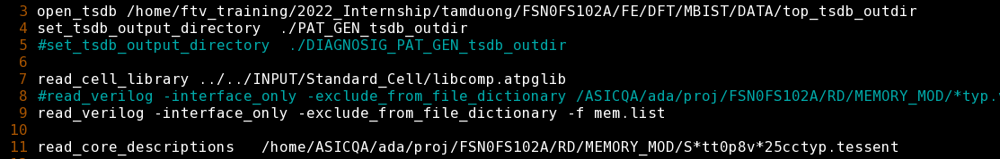 3 open_tsdb /home/ftv_training/2022_Internship/tamduong/FSN0FS102A/FE/DFT/MBIST/DATA/top_tsdb_outdir
4 set_tsdb_output_directory  ./PAT_GEN_tsdb_outdir
5 #set_tsdb_output_directory  ./DIAGNOSIG_PAT_GEN_tsdb_outdir
6
7 read_cell_library ../../INPUT/Standard_Cell/libcomp.atpglib
8 #read_verilog -interface_only -exclude_from_file_dictionary /ASICQA/ada/proj/FSN0FS102A/RD/MEMORY_MOD/*typ.
9 read_verilog -interface_only -exclude_from_file_dictionary -f mem.list
10
11 read_core_descriptions   /home/ASICQA/ada/proj/FSN0FS102A/RD/MEMORY_MOD/S*tt0p8v*25cctyp.tessent